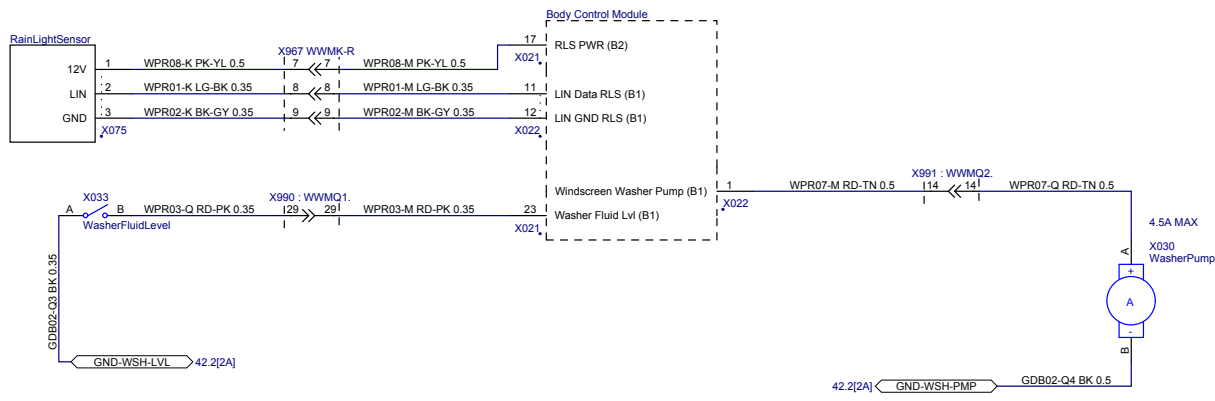 Body Control Module
RainLightSensor
12V
LIN
GND
1
2
3
X075
WPR08-K PK-YL 0.5
WPR01-K LG-BK 0.35
WPR02-K BK-GY 0.35
X967 WWMK-R
7 7
8 8
9 9
WPR08-M PK-YL 0.5
WPR01-M LG-BK 0.35
WPR02-M BK-GY 0.35
17
X021
11
12
X022
RLS PWR (B2)
LIN Data RLS (B1)
LIN GND RLS (B1)
Windscreen Washer Pump (B1)
Washer Fluid Lvl (B1)
X033
A
B
WasherFluidLevel
WPR03-Q RD-PK 0.35
X990 : WWMQ1.
29 29
WPR03-M RD-PK 0.35
23
X021
GDB02-Q3 BK 0.35
GND-WSH-LVL
42.2[2A]
1
X022
WPR07-M RD-TN 0.5
X991 : WWMQ2.
14 14
WPR07-Q RD-TN 0.5
4.5A MAX
X030
WasherPump
A
+
A
-
B
GDB02-Q4 BK 0.5
42.2[2A]
GND-WSH-PMP